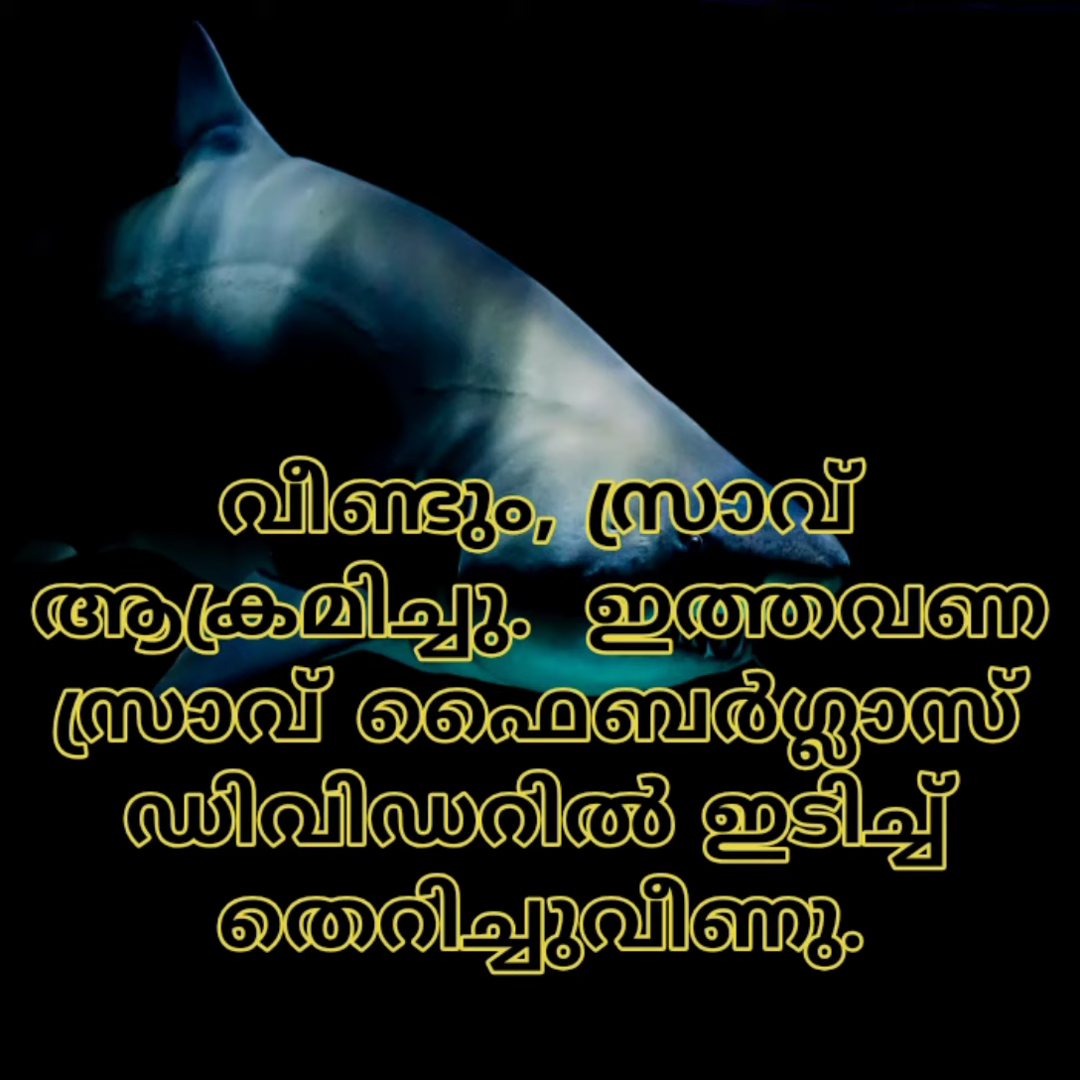 വീണ്ടും, സ്രാവ്
ആക്രമിച്ചു.  ഇത്തവണ
സ്രാവ് ഫൈബർഗ്ലാസ്
ഡിവിഡറിൽ ഇടിച്ച്
തെറിച്ചുവീണു.